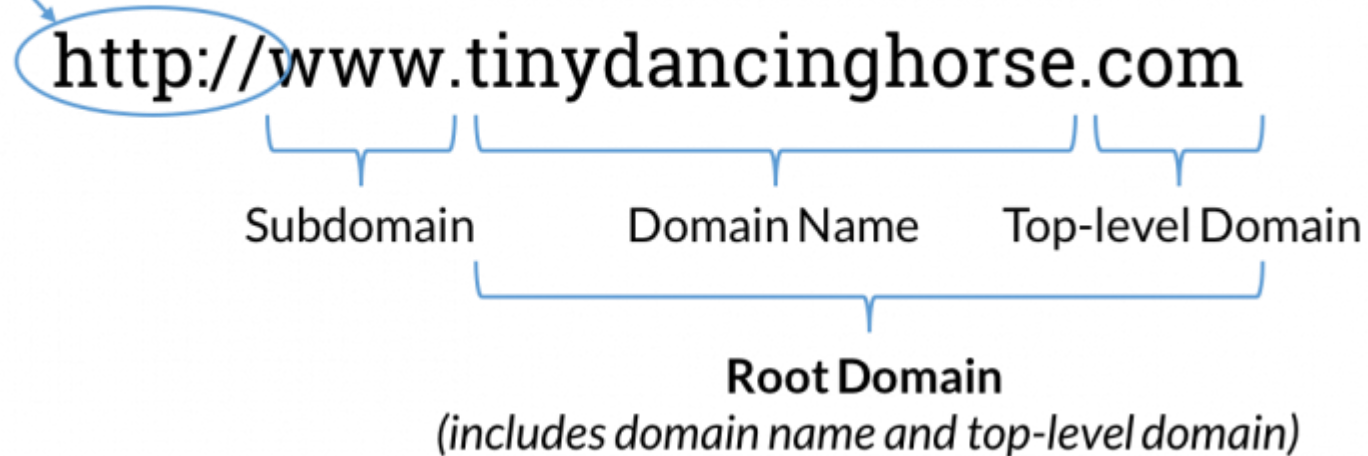 http://www.tinydancinghorse.com
Subdomain Domain Name Top-level Domain
Root Domain
(includes domain name and top-level domain)